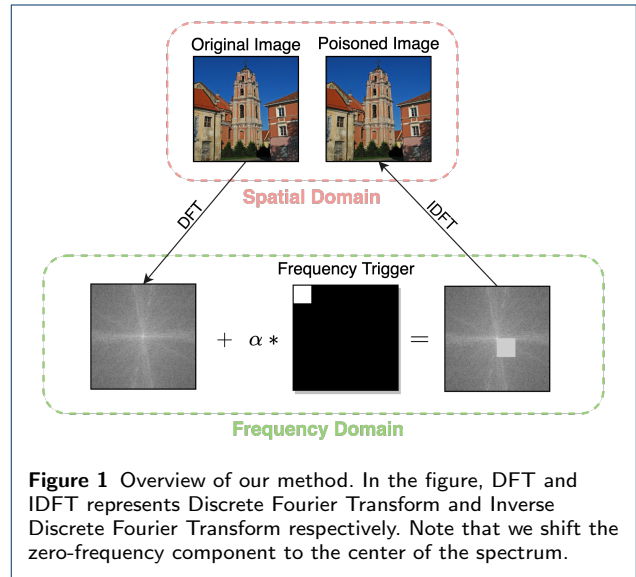 Original Image Poisoned Image
Spatial Domain
DFT
IDFT
Frequency Trigger
+ α * =
Frequency Domain
Figure 1 Overview of our method. In the figure, DFT and
IDFT represents Discrete Fourier Transform and Inverse
Discrete Fourier Transform respectively. Note that we shift the
zero-frequency component to the center of the spectrum.